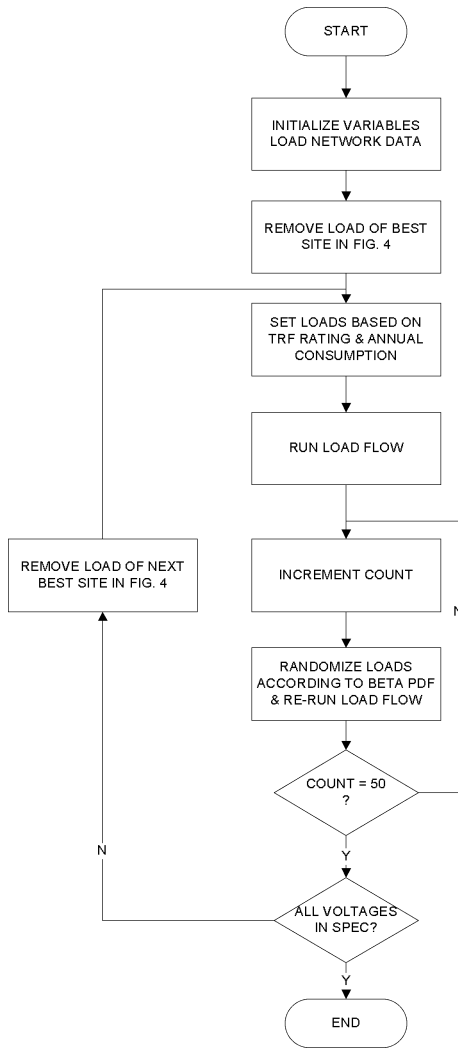 START
INITIALIZE VARIABLES
LOAD NETWORK DATA
REMOVE LOAD OF BEST
SITE IN FIG. 4
SET LOADS BASED ON
TRF RATING & ANNUAL
CONSUMPTION
RUN LOAD FLOW
REMOVE LOAD OF NEXT
BEST SITE IN FIG. 4
INCREMENT COUNT
N
RANDOMIZE LOADS
ACCORDING TO BETA PDF
& RE-RUN LOAD FLOW
COUNT = 50
?
N
Y
ALL VOLTAGES
IN SPEC?
Y
END